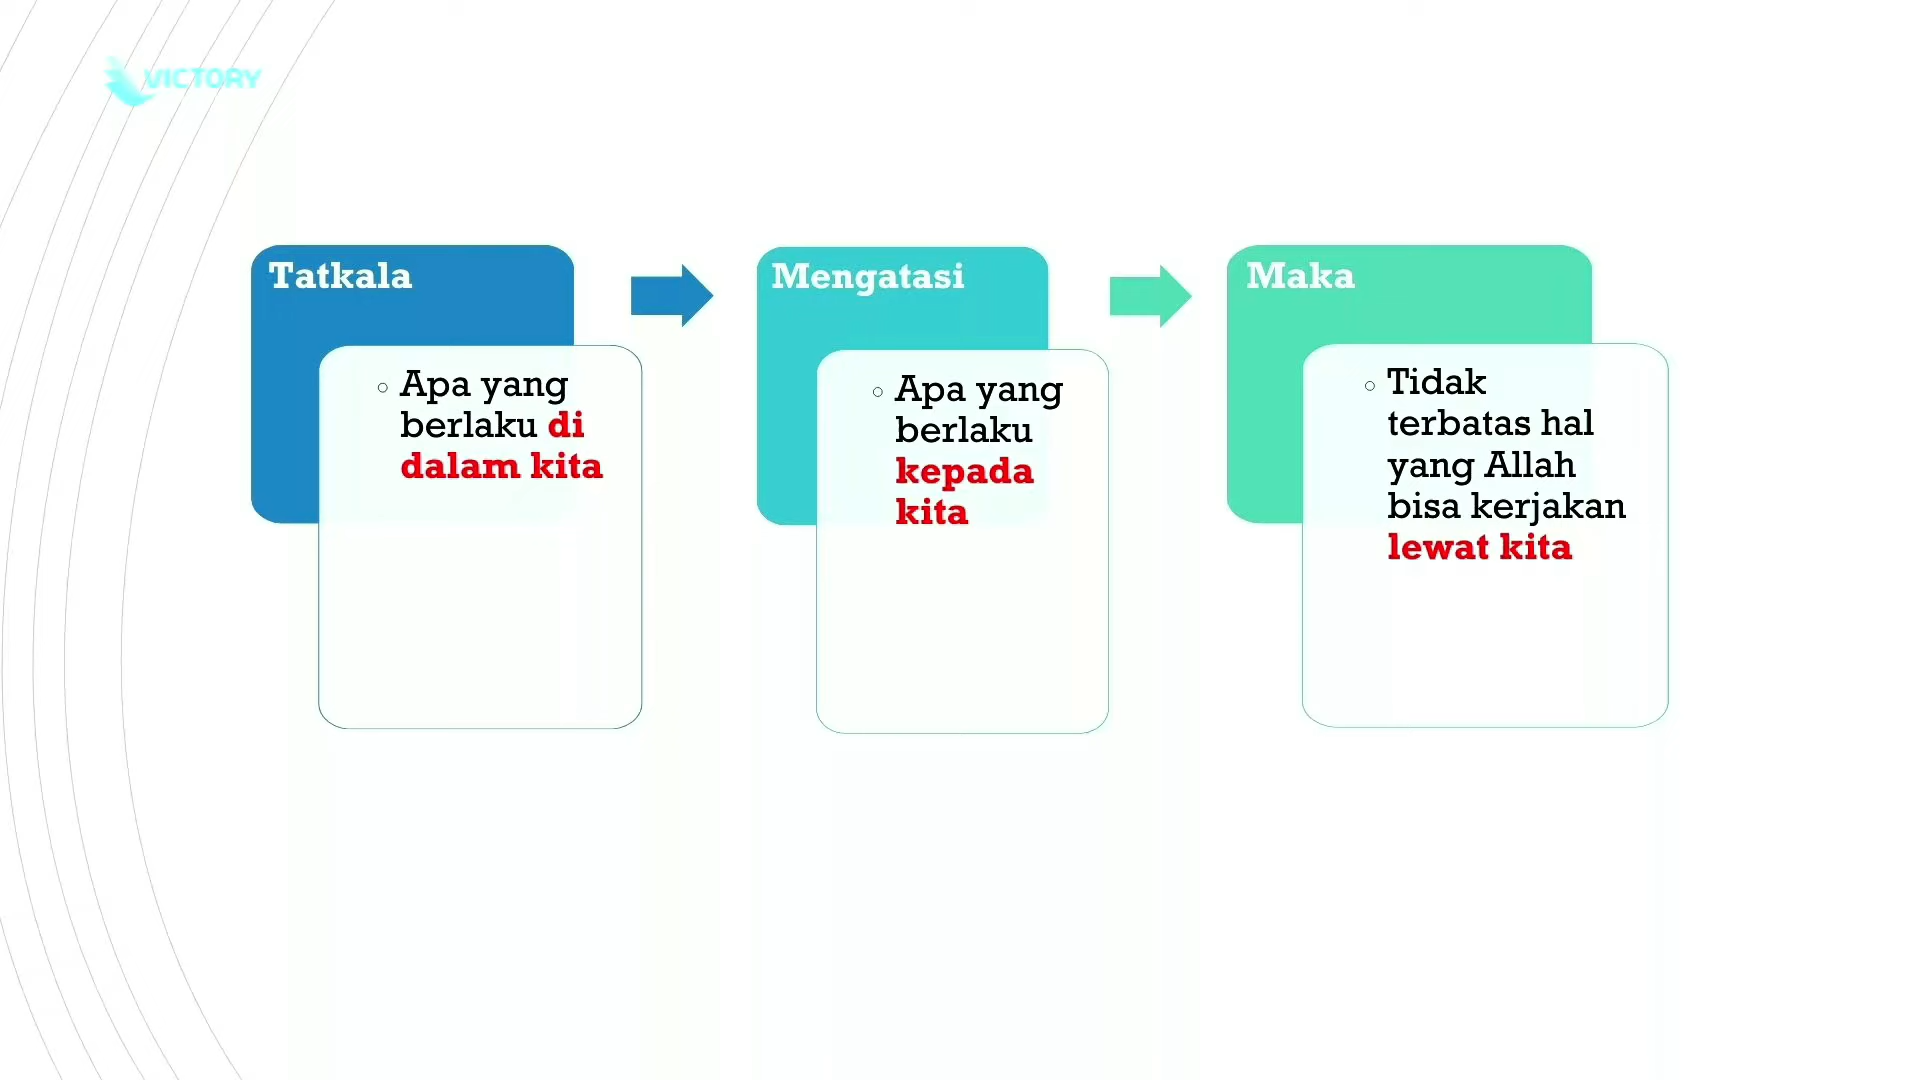 VICTORY
Tatkala
Apa yang
berlaku di
dalam kita
Mengatasi
Apa yang
berlaku
kepada
kita
Maka
Tidak
terbatas hal
yang Allah
bisa kerjakan
lewat kita